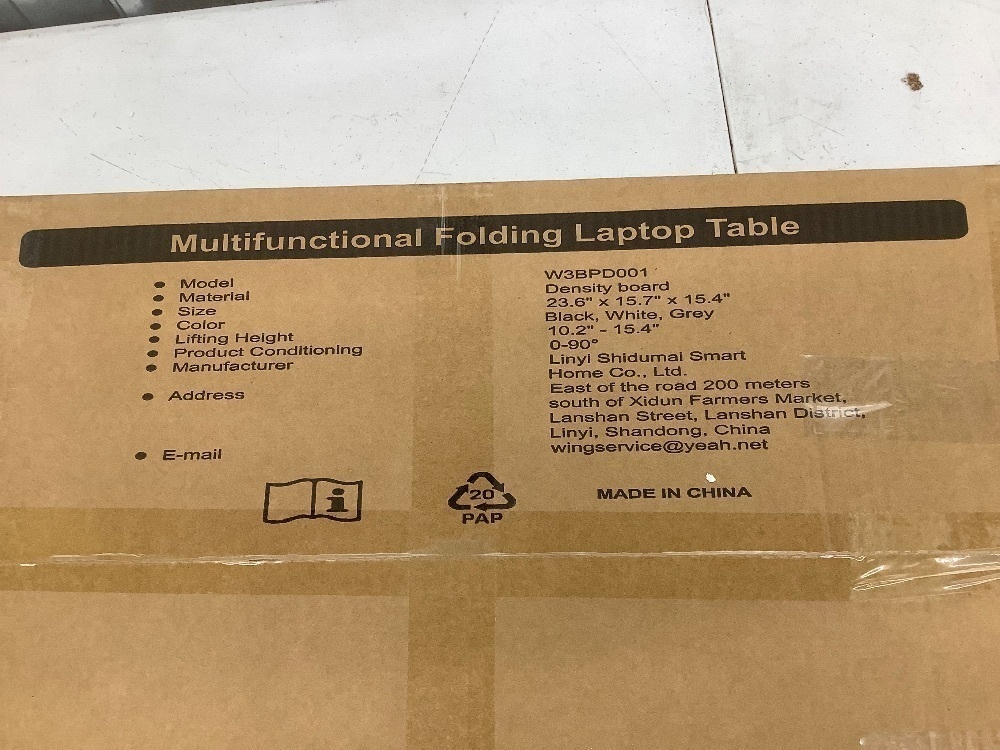 Multifunctional Folding Laptop Table
● Model W3BPD001
● Material Density board
● Size 23.6" x 15.7" x 15.4"
● Color Black, White, Grey
● Lifting Height 10.2" - 15.4"
● Product Conditioning 0-90°
● Manufacturer Linyi Shidumai Smart
Home Co., Ltd.
● Address East of the road 200 meters
south of Xidun Farmers Market,
Lanshan Street, Lanshan District,
Linyi, Shandong, China
● E-mail wingservice@yeah.net
i
20
PAP
MADE IN CHINA